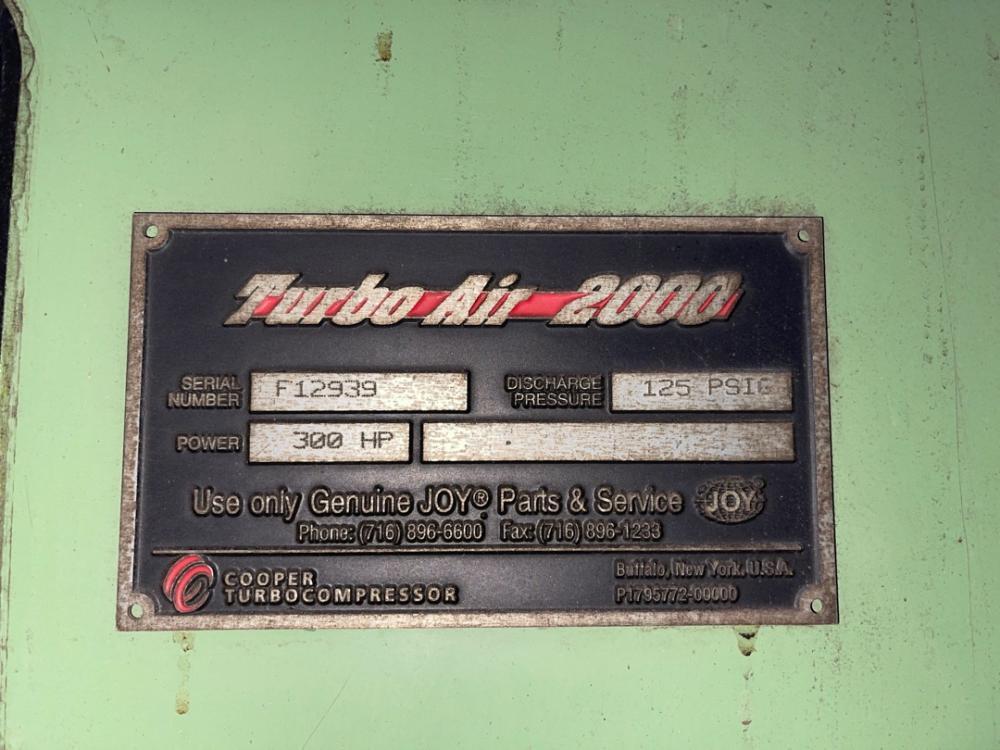 Turbo Air 2000
SERIAL NUMBER F12939
DISCHARGE PRESSURE 125 PSIG
POWER 300 HP
Use only Genuine JOY® Parts & Service JOY
Phone: (716) 896-6600 Fax: (716) 896-1233
COOPER TURBOCOMPRESSOR
Buffalo, New York, U.S.A.
P1795772-00000